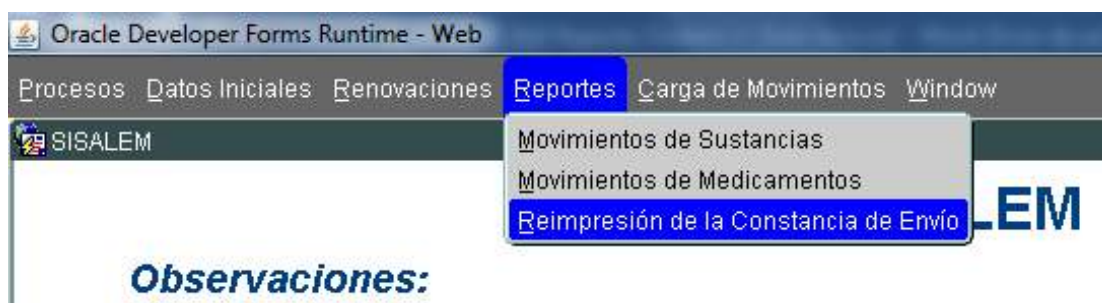 Oracle Developer Forms Runtime - Web
Procesos Datos Iniciales Renovaciones Reportes Carga de Movimientos Window
SISALEM
Movimientos de Sustancias
Movimientos de Medicamentos
Reimpresión de la Constancia de Envío
LEM
Observaciones: